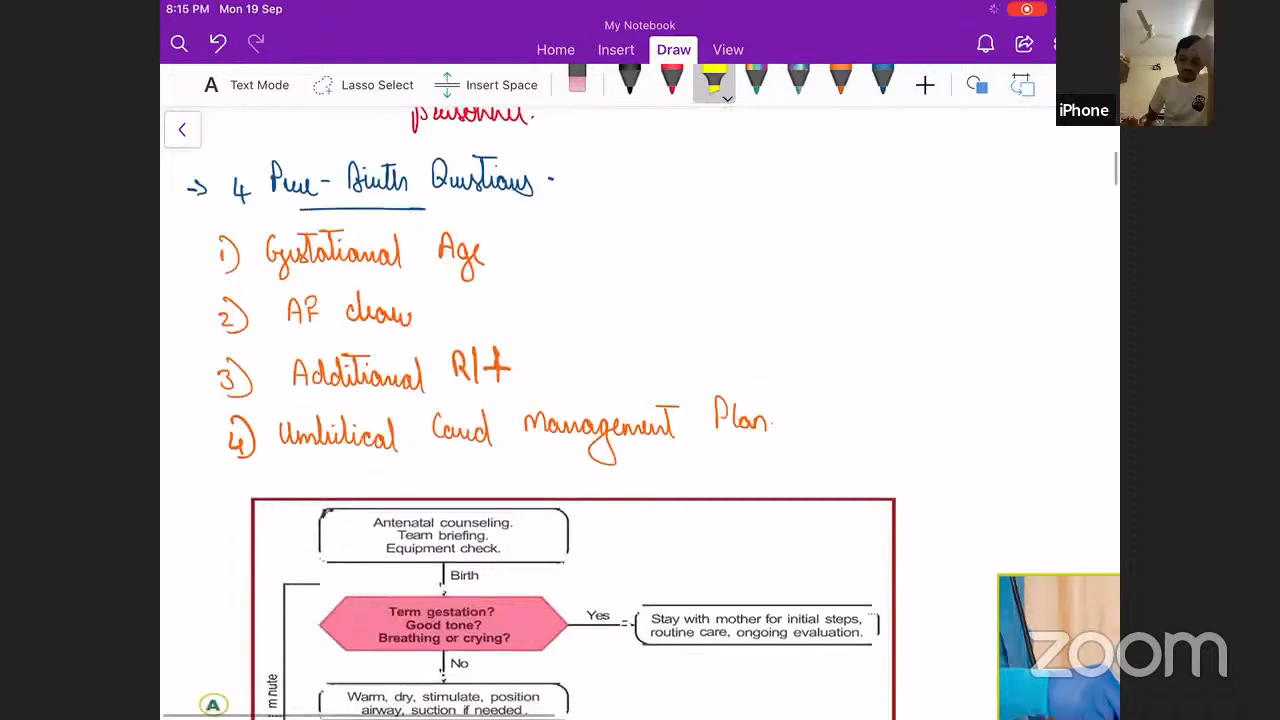 8:15 PM Mon 19 Sep
My Notebook
Home Insert Draw View
A Text Mode Lasso Select Insert Space
iPhone
personnel.
→ 4 Pre-Birth Questions.
1) Gestational Age
2) AF clear
3) Additional R/f
4) Umbilical Cord Management Plan.
Antenatal counseling.
Team briefing.
Equipment check.
Birth
Term gestation?
Good tone?
Breathing or crying?
Yes
Stay with mother for initial steps,
routine care, ongoing evaluation.
No
Warm, dry, stimulate, position
airway, suction if needed.
A
minute
zoom